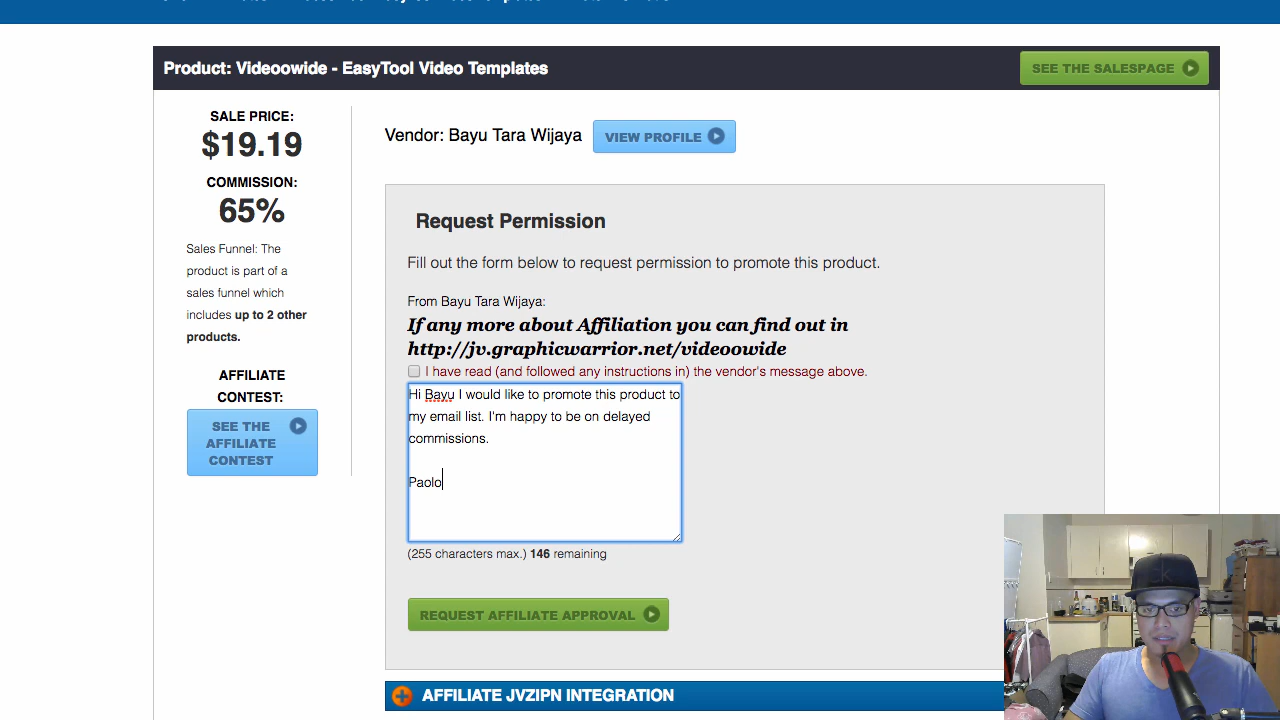 Product: Videoowide - EasyTool Video Templates
SEE THE SALESPAGE
SALE PRICE:
$19.19
COMMISSION:
65%
Sales Funnel: The
product is part of a
sales funnel which
includes up to 2 other
products.
AFFILIATE
CONTEST:
SEE THE
AFFILIATE
CONTEST
Vendor: Bayu Tara Wijaya
VIEW PROFILE
Request Permission
Fill out the form below to request permission to promote this product.
From Bayu Tara Wijaya:
If any more about Affiliation you can find out in
http://jv.graphicwarrior.net/videoowide
I have read (and followed any instructions in) the vendor's message above.
Hi Bayu I would like to promote this product to
my email list. I'm happy to be on delayed
commissions.
Paolo
(255 characters max.) 146 remaining
REQUEST AFFILIATE APPROVAL
AFFILIATE JVZIPN INTEGRATION